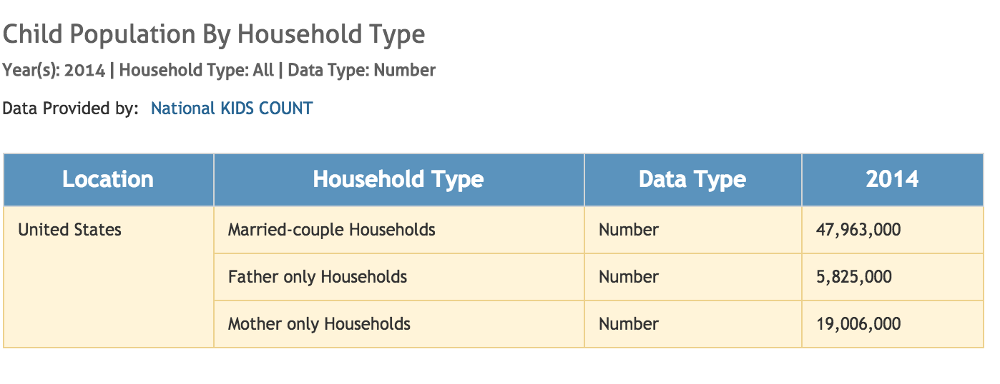 Child Population By Household Type
Year(s): 2014 | Household Type: All | Data Type: Number
Data Provided by: National KIDS COUNT
Location Household Type Data Type 2014
United States Married-couple Households Number 47,963,000
Father only Households Number 5,825,000
Mother only Households Number 19,006,000